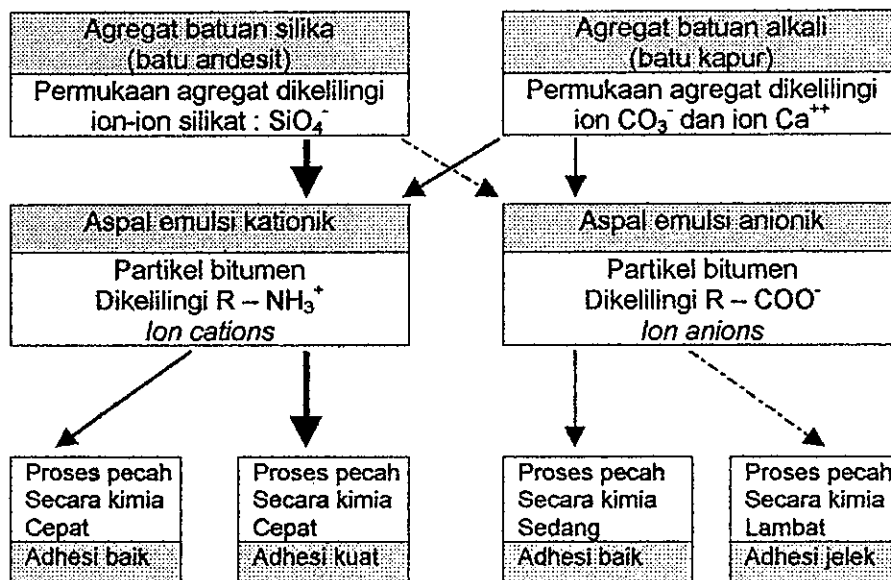 Agregat batuan silika
(batu andesit)
Permukaan agregat dikelilingi
ion-ion silikat : SiO₄⁻
Agregat batuan alkali
(batu kapur)
Permukaan agregat dikelilingi
ion CO₃⁻ dan ion Ca⁺⁺
Aspal emulsi kationik
Partikel bitumen
Dikelilingi R – NH₃⁺
Ion cations
Aspal emulsi anionik
Partikel bitumen
Dikelilingi R – COO⁻
Ion anions
Proses pecah
Secara kimia
Cepat
Adhesi baik
Proses pecah
Secara kimia
Cepat
Adhesi kuat
Proses pecah
Secara kimia
Sedang
Adhesi baik
Proses pecah
Secara kimia
Lambat
Adhesi jelek